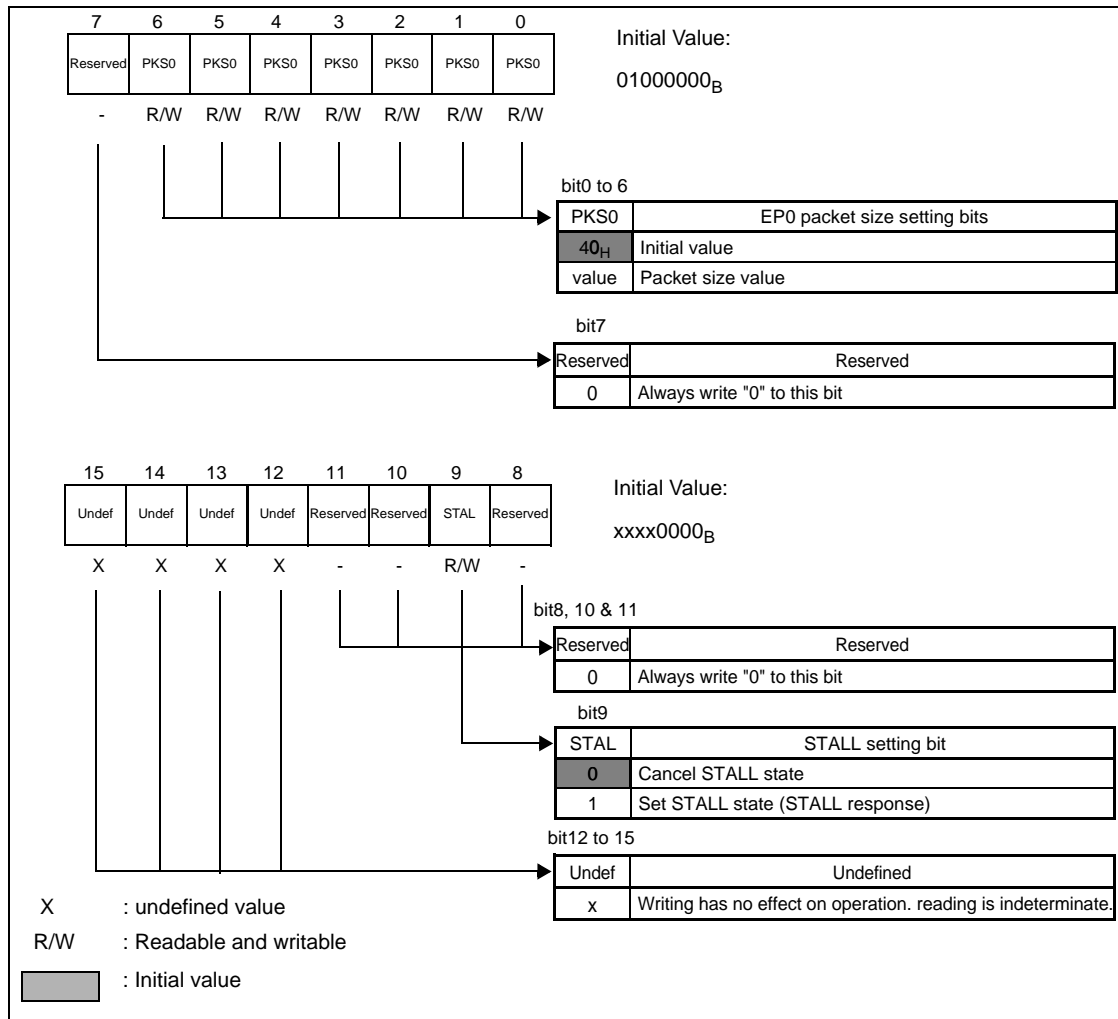 7 6 5 4 3 2 1 0
Initial Value:
Reserved PKS0 PKS0 PKS0 PKS0 PKS0 PKS0 PKS0
01000000B
- R/W R/W R/W R/W R/W R/W R/W
bit0 to 6
PKS0 EP0 packet size setting bits
40H Initial value
value Packet size value
bit7
Reserved Reserved
0 Always write "0" to this bit
15 14 13 12 11 10 9 8
Initial Value:
Undef Undef Undef Undef Reserved Reserved STAL Reserved
xxxx0000B
X X X X - - R/W -
bit8, 10 & 11
Reserved Reserved
0 Always write "0" to this bit
bit9
STAL STALL setting bit
0 Cancel STALL state
1 Set STALL state (STALL response)
bit12 to 15
Undef Undefined
x Writing has no effect on operation. reading is indeterminate.
X : undefined value
R/W : Readable and writable
: Initial value